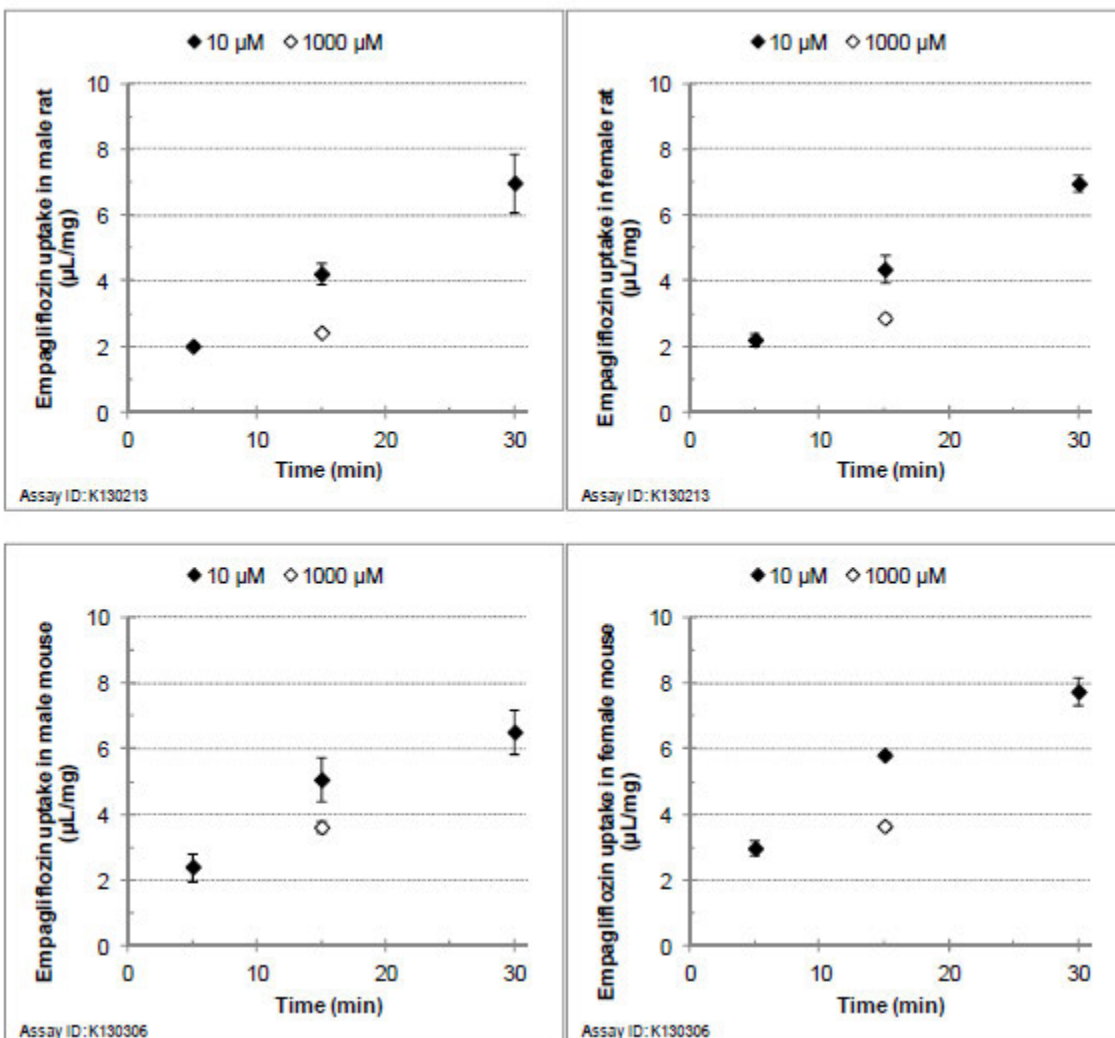 ◆ 10 µM ◇ 1000 µM
Empagliflozin uptake in male rat
(µL/mg)
10
8
6
4
2
0
0 10 20 30
Time (min)
Assay ID: K130213
◆ 10 µM ◇ 1000 µM
Empagliflozin uptake in female rat
(µL/mg)
10
8
6
4
2
0
0 10 20 30
Time (min)
Assay ID: K130213
◆ 10 µM ◇ 1000 µM
Empagliflozin uptake in male mouse
(µL/mg)
10
8
6
4
2
0
0 10 20 30
Time (min)
Assay ID: K130306
◆ 10 µM ◇ 1000 µM
Empagliflozin uptake in female mouse
(µL/mg)
10
8
6
4
2
0
0 10 20 30
Time (min)
Assay ID: K130306